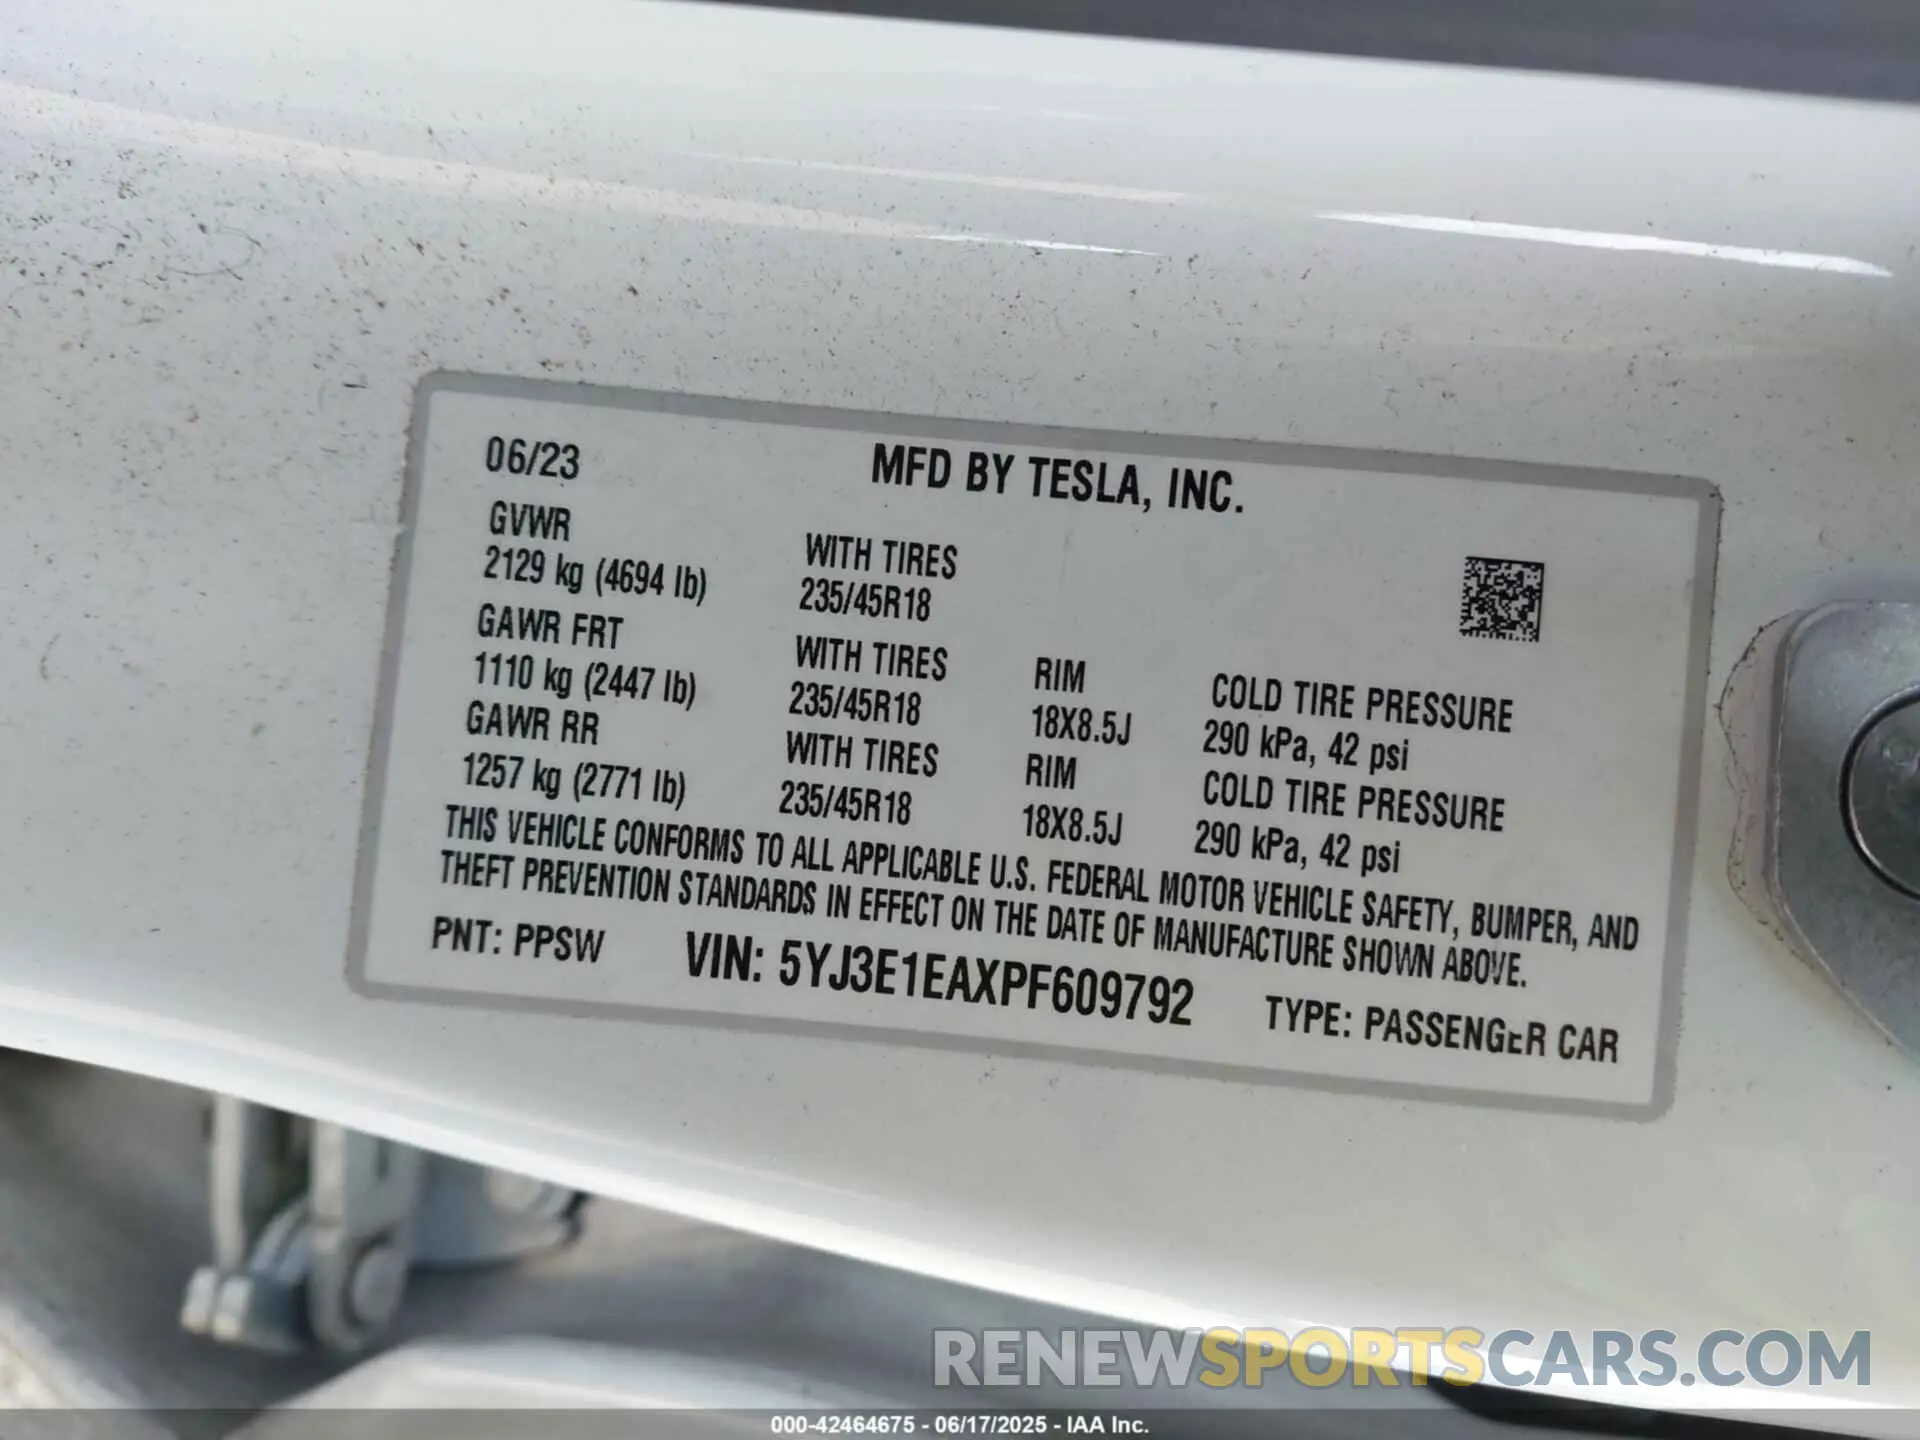 06/23
MFD BY TESLA, INC.
GVWR
2129 kg (4694 lb)
WITH TIRES
235/45R18
GAWR FRT
1110 kg (2447 lb)
WITH TIRES
235/45R18
RIM
18X8.5J
COLD TIRE PRESSURE
290 kPa, 42 psi
GAWR RR
1257 kg (2771 lb)
WITH TIRES
235/45R18
RIM
18X8.5J
COLD TIRE PRESSURE
290 kPa, 42 psi
THIS VEHICLE CONFORMS TO ALL APPLICABLE U.S. FEDERAL MOTOR VEHICLE SAFETY, BUMPER, AND
THEFT PREVENTION STANDARDS IN EFFECT ON THE DATE OF MANUFACTURE SHOWN ABOVE.
PNT: PPSW
VIN: 5YJ3E1EAXPF609792
TYPE: PASSENGER CAR
RENEWSPORTSCARS.COM
000-42464675 - 06/17/2025 - IAA Inc.